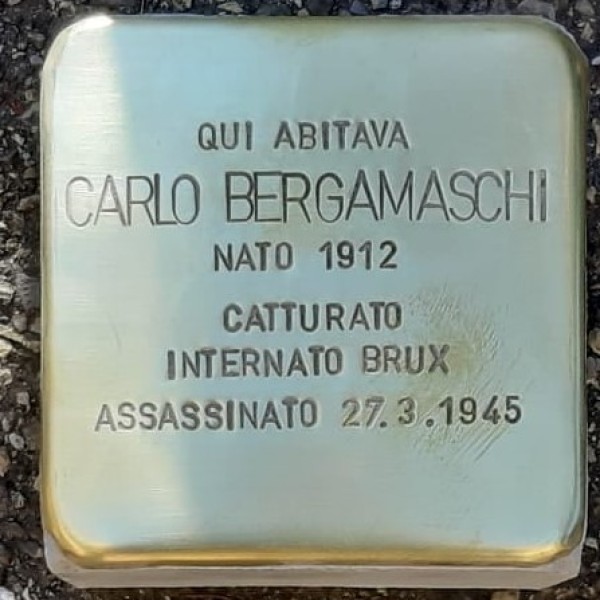 QUI ABITAVA
CARLO BERGAMASCHI
NATO 1912
CATTURATO
INTERNATO BRUX
ASSASSINATO 27.3.1945